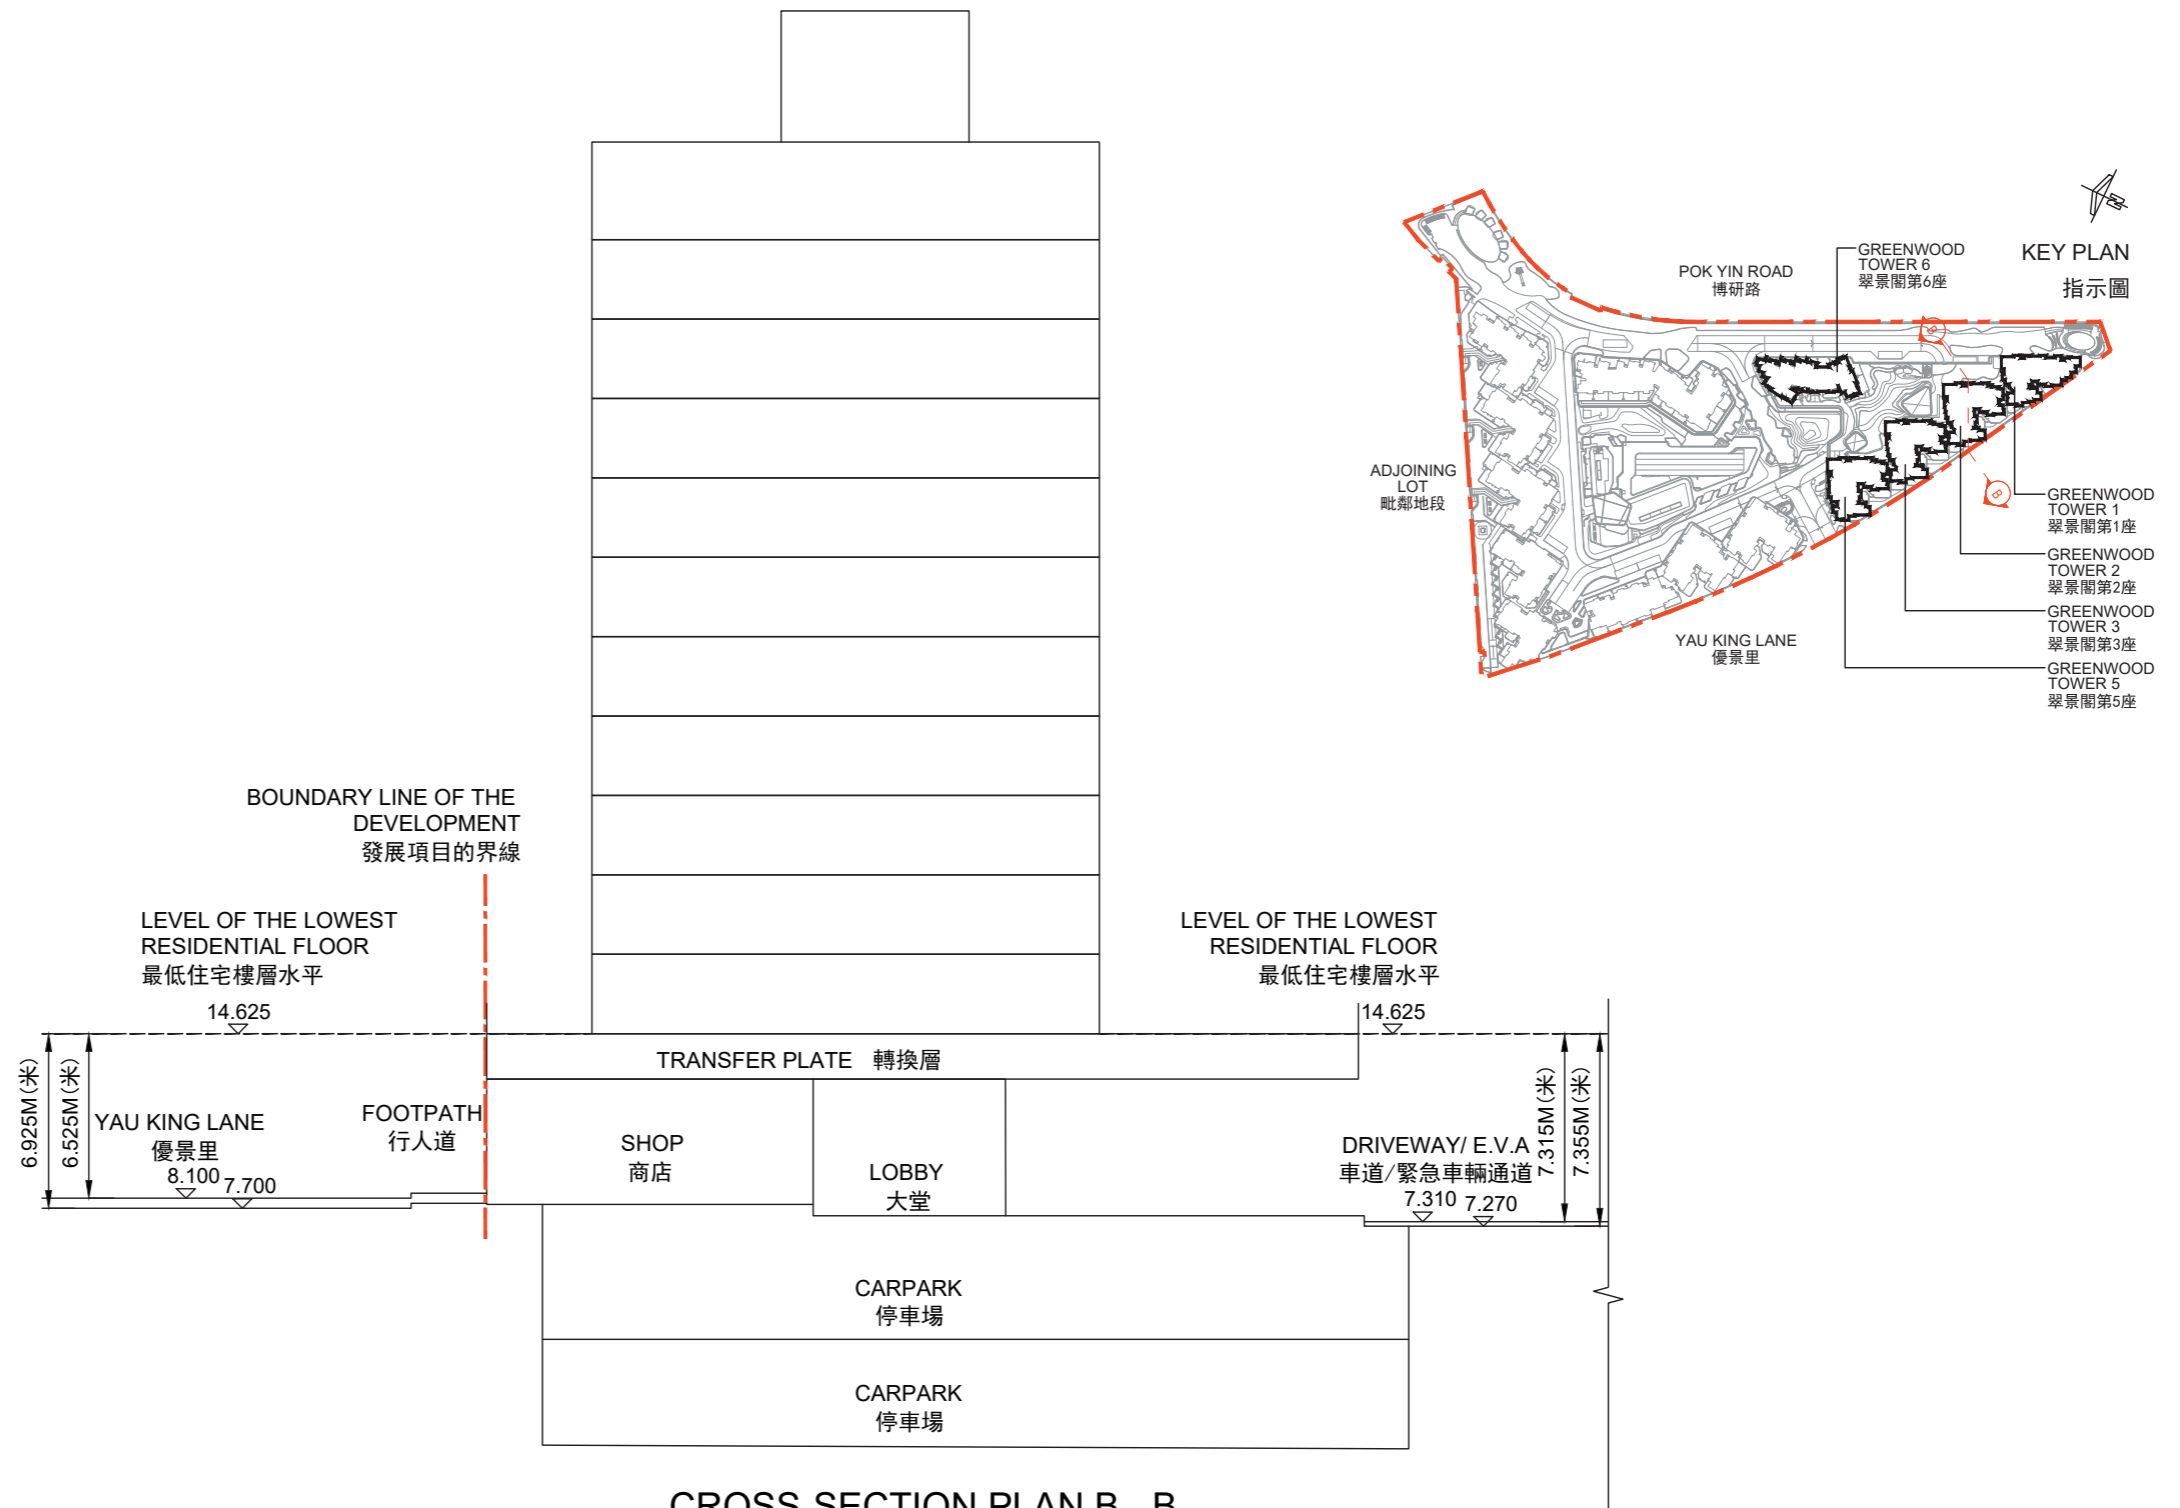 KEY PLAN
指示圖
POK YIN ROAD
博研路
GREENWOOD
TOWER 6
翠景閣第6座
B
B
ADJOINING
LOT
毗鄰地段
GREENWOOD
TOWER 1
翠景閣第1座
GREENWOOD
TOWER 2
翠景閣第2座
GREENWOOD
TOWER 3
翠景閣第3座
GREENWOOD
TOWER 5
翠景閣第5座
YAU KING LANE
優景里
BOUNDARY LINE OF THE
DEVELOPMENT
發展項目的界線
LEVEL OF THE LOWEST
RESIDENTIAL FLOOR
最低住宅樓層水平
14.625
LEVEL OF THE LOWEST
RESIDENTIAL FLOOR
最低住宅樓層水平
14.625
TRANSFER PLATE 轉換層
6.925M(米)
6.525M(米)
YAU KING LANE
優景里
8.100
7.700
FOOTPATH
行人道
SHOP
商店
LOBBY
大堂
DRIVEWAY/ E.V.A
車道/緊急車輛通道
7.310
7.270
7.315M(米)
7.355M(米)
CARPARK
停車場
CARPARK
停車場
CROSS SECTION PLAN B - B